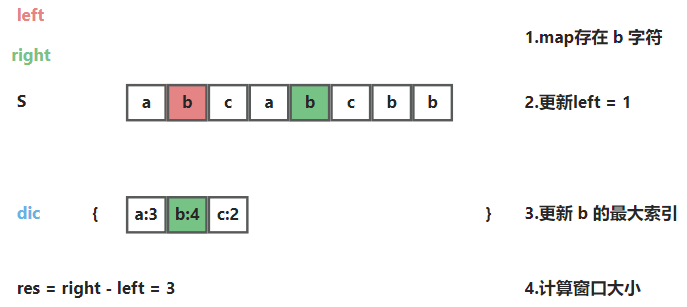 left
right
1.map存在 b 字符
S a b c a b c b b 2.更新left = 1
dic { a:3 b:4 c:2 } 3.更新 b 的最大索引
res = right - left = 3 4.计算窗口大小